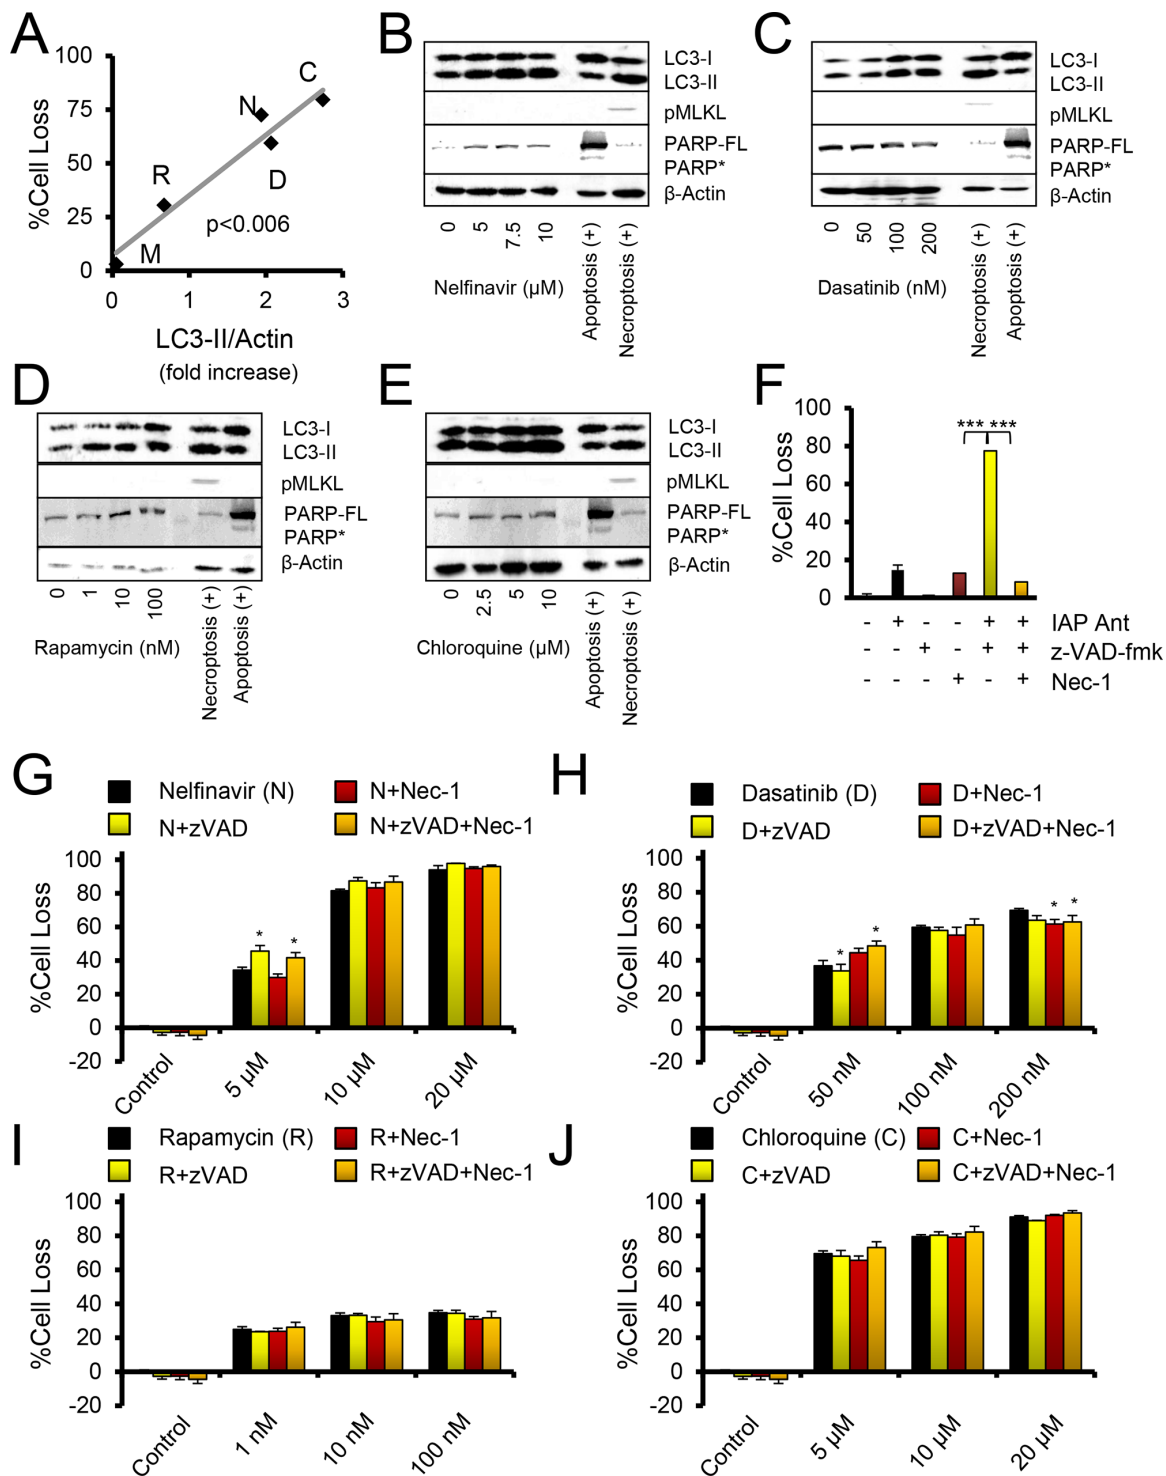 A
100
75
50
25
0
%Cell Loss
C
N
D
R
M
p<0.006
0 1 2 3
LC3-II/Actin
(fold increase)
B
LC3-I
LC3-II
pMLKL
PARP-FL
PARP*
β-Actin
0 5 7.5 10
Nelfinavir (µM)
Apoptosis (+)
Necroptosis (+)
C
LC3-I
LC3-II
pMLKL
PARP-FL
PARP*
β-Actin
0 50 100 200
Dasatinib (nM)
Necroptosis (+)
Apoptosis (+)
D
LC3-I
LC3-II
pMLKL
PARP-FL
PARP*
β-Actin
0 1 10 100
Rapamycin (nM)
Necroptosis (+)
Apoptosis (+)
E
LC3-I
LC3-II
pMLKL
PARP-FL
PARP*
β-Actin
0 2.5 5 10
Chloroquine (µM)
Apoptosis (+)
Necroptosis (+)
F
100
80
60
40
20
0
%Cell Loss
*** ***
- + - - + + IAP Ant
- - + - + + z-VAD-fmk
- - - + - + Nec-1
G
Nelfinavir (N) N+Nec-1
N+zVAD N+zVAD+Nec-1
100
80
60
40
20
0
-20
%Cell Loss
* *
Control 5 µM 10 µM 20 µM
H
Dasatinib (D) D+Nec-1
D+zVAD D+zVAD+Nec-1
100
80
60
40
20
0
-20
%Cell Loss
* * * *
Control 50 nM 100 nM 200 nM
I
Rapamycin (R) R+Nec-1
R+zVAD R+zVAD+Nec-1
100
80
60
40
20
0
-20
%Cell Loss
Control 1 nM 10 nM 100 nM
J
Chloroquine (C) C+Nec-1
C+zVAD C+zVAD+Nec-1
100
80
60
40
20
0
-20
%Cell Loss
Control 5 µM 10 µM 20 µM